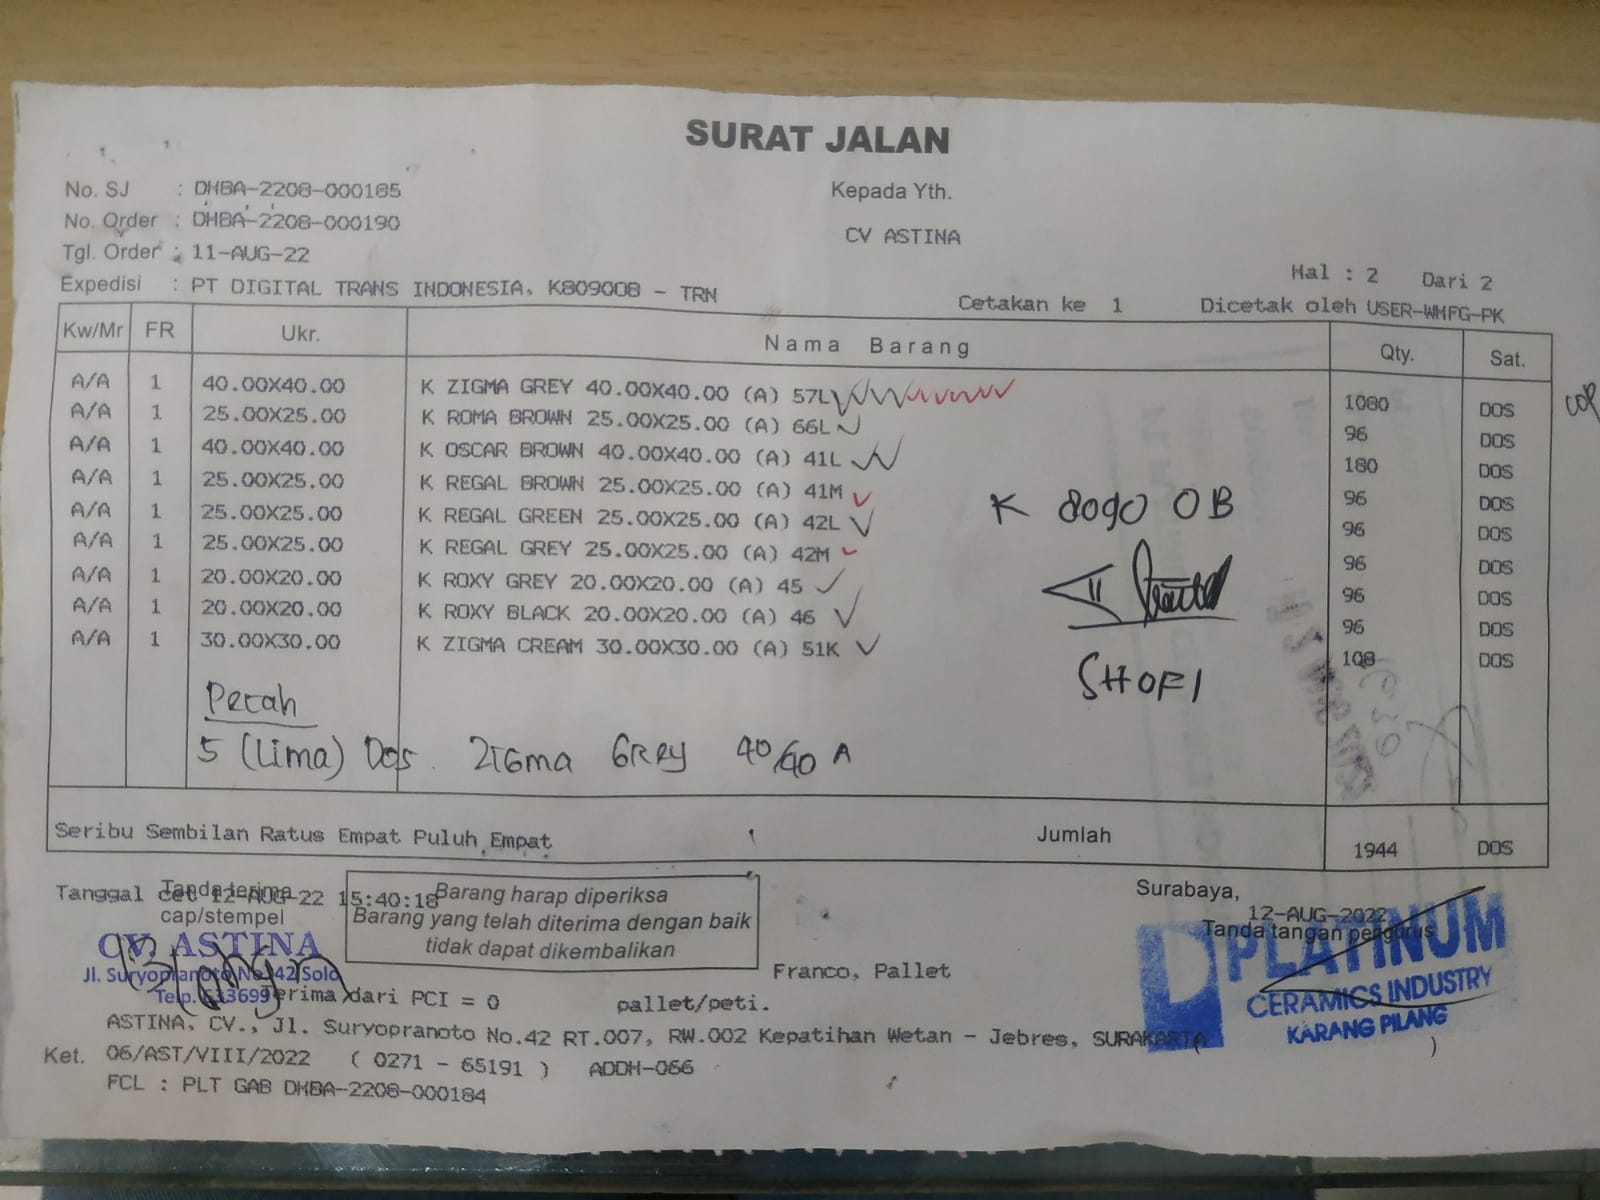 SURAT JALAN
No. SJ : DHBA-2208-000185
No. Order : DHBA-2208-000190
Tgl. Order : 11-AUG-22
Expedisi : PT DIGITAL TRANS INDONESIA, K8090OB - TRN
Kepada Yth.
CV ASTINA
Hal : 2 Dari 2
Cetakan ke 1 Dicetak oleh USER-WHFG-PK
Kw/Mr FR Ukr. Nama Barang Qty. Sat.
A/A 1 40.00X40.00 K ZIGMA GREY 40.00X40.00 (A) 57L 1080 DOS
A/A 1 25.00X25.00 K ROMA BROWN 25.00X25.00 (A) 66L 96 DOS
A/A 1 40.00X40.00 K OSCAR BROWN 40.00X40.00 (A) 41L 180 DOS
A/A 1 25.00X25.00 K REGAL BROWN 25.00X25.00 (A) 41M 96 DOS
A/A 1 25.00X25.00 K REGAL GREEN 25.00X25.00 (A) 42L 96 DOS
A/A 1 25.00X25.00 K REGAL GREY 25.00X25.00 (A) 42M 96 DOS
A/A 1 20.00X20.00 K ROXY GREY 20.00X20.00 (A) 45 96 DOS
A/A 1 20.00X20.00 K ROXY BLACK 20.00X20.00 (A) 46 96 DOS
A/A 1 30.00X30.00 K ZIGMA CREAM 30.00X30.00 (A) 51K 108 DOS
K 8090 OB
SHOFI
Pecah
5 (Lima) Dos. ZIGma GREy 40/40 A
Seribu Sembilan Ratus Empat Puluh Empat Jumlah 1944 DOS
Tanggal cet 12-AUG-22 15:40:18
Tanda terima
cap/stempel
CV. ASTINA
Jl. Suryopranoto No. 42 Solo
Telp. 633699
Barang harap diperiksa
Barang yang telah diterima dengan baik
tidak dapat dikembalikan
Surabaya,
12-AUG-2022
Tanda tangan pengurus
PLATINUM
CERAMICS INDUSTRY
KARANG PILANG
Franco, Pallet
Terima dari PCI = 0 pallet/peti.
ASTINA, CV., Jl. Suryopranoto No.42 RT.007, RW.002 Kepatihan Wetan - Jebres, SURAKARTA
( )
Ket. 06/AST/VIII/2022 ( 0271 - 65191 ) ADDH-066
FCL : PLT GAB DHBA-2208-000184